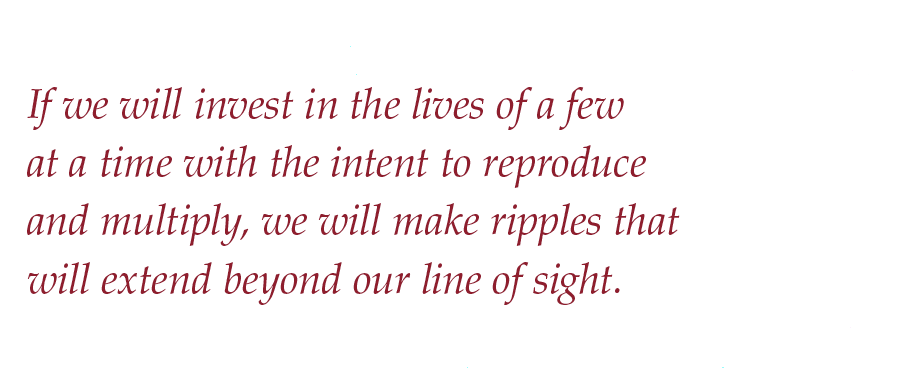 If we will invest in the lives of a few
at a time with the intent to reproduce
and multiply, we will make ripples that
will extend beyond our line of sight.